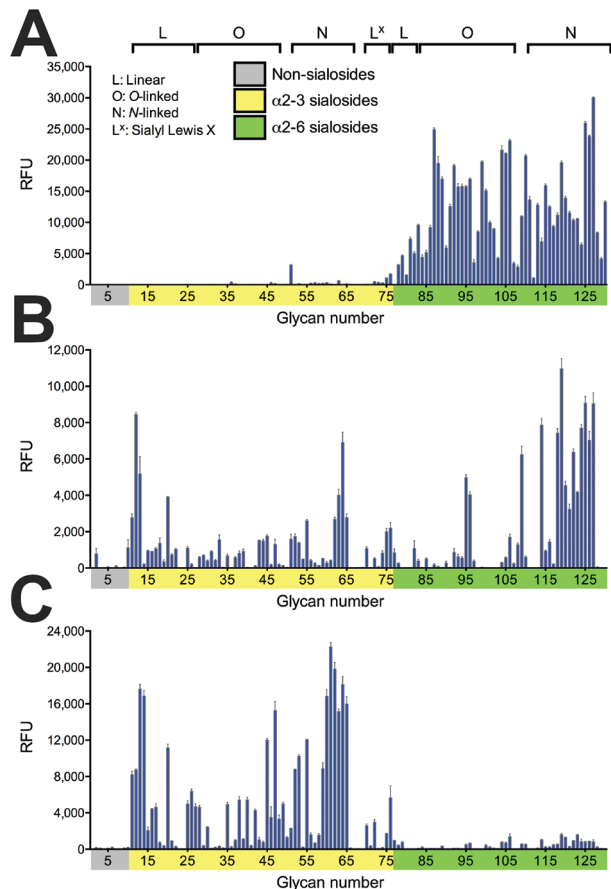 A
L O N Lˣ L O N
L: Linear
O: O-linked
N: N-linked
Lˣ: Sialyl Lewis X
Non-sialosides
α2-3 sialosides
α2-6 sialosides
35,000
30,000
25,000
20,000
15,000
10,000
5,000
0
RFU
5 15 25 35 45 55 65 75 85 95 105 115 125
Glycan number
B
12,000
10,000
8,000
6,000
4,000
2,000
0
RFU
5 15 25 35 45 55 65 75 85 95 105 115 125
Glycan number
C
24,000
20,000
16,000
12,000
8,000
4,000
0
RFU
5 15 25 35 45 55 65 75 85 95 105 115 125
Glycan number